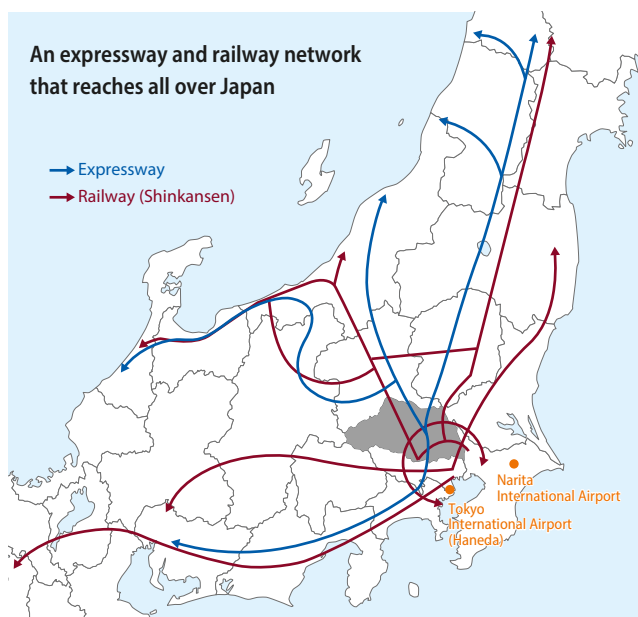 An expressway and railway network
that reaches all over Japan
Expressway
Railway (Shinkansen)
Narita
International Airport
Tokyo
International Airport
(Haneda)